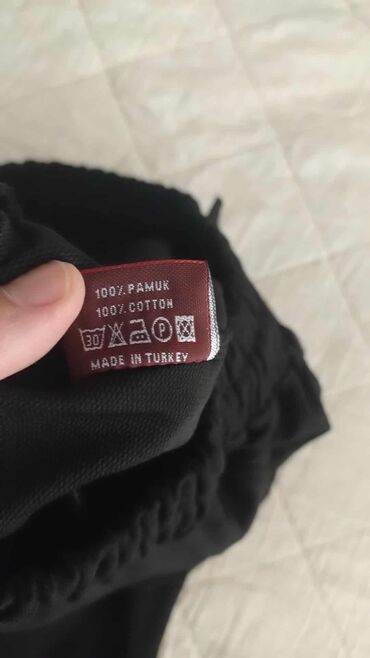 100% PAMUK
100% COTTON
30 P
MADE IN TURKEY